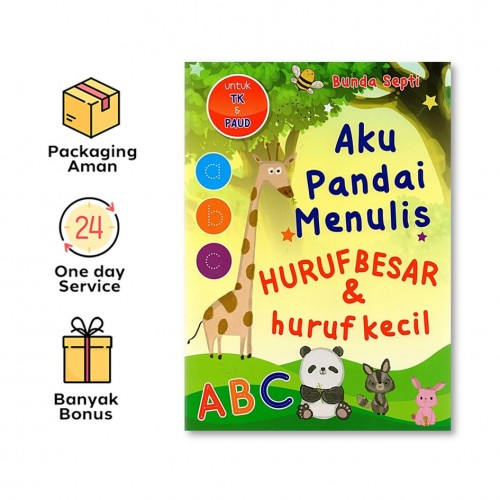 Packaging
Aman
24
One day
Service
Banyak
Bonus
Bunda Septi
untuk
TK
&
PAUD
Aku
Pandai
Menulis
a
b
c
HURUF BESAR
&
huruf kecil
ABC